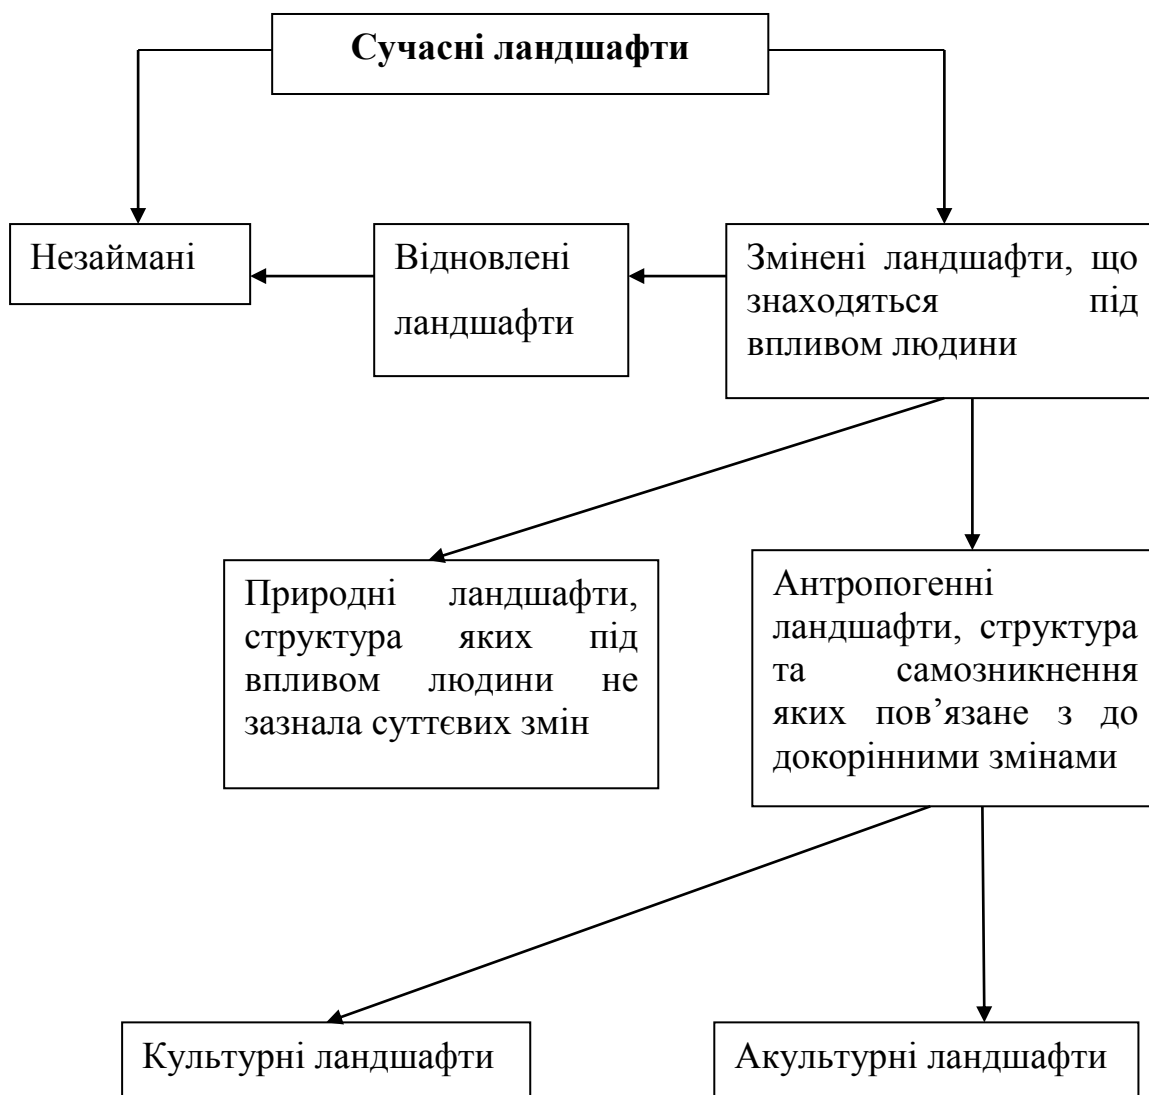 Сучасні ландшафти
Незаймані
Відновлені
ландшафти
Змінені ландшафти, що
знаходяться під
впливом людини
Природні ландшафти,
структура яких під
впливом людини не
зазнала суттєвих змін
Антропогенні
ландшафти, структура
та самозникнення
яких пов’язане з до
докорінними змінами
Культурні ландшафти
Акультурні ландшафти